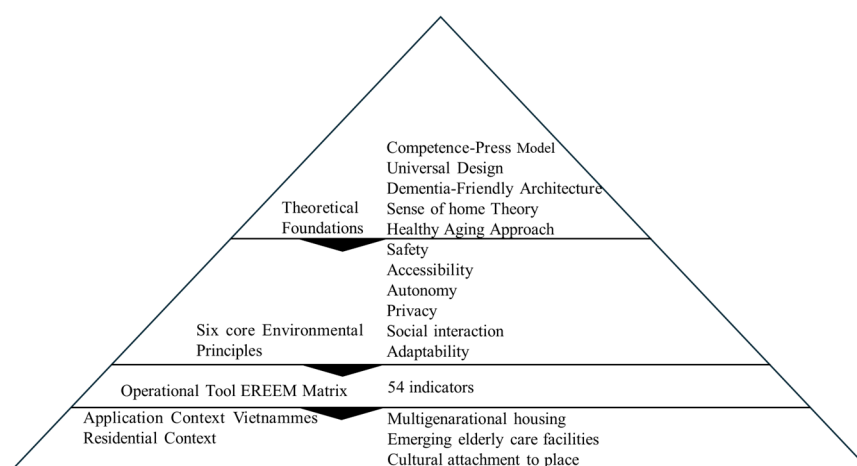 Competence-Press Model
Universal Design
Dementia-Friendly Architecture
Theoretical
Sense of home Theory
Foundations
Healthy Aging Approach
Safety
Accessibility
Autonomy
Privacy
Six core Environmental
Social interaction
Principles
Adaptability
Operational Tool EREEM Matrix
54 indicators
Application Context Vietnammes
Multigenarational housing
Residential Context
Emerging elderly care facilities
Cultural attachment to place